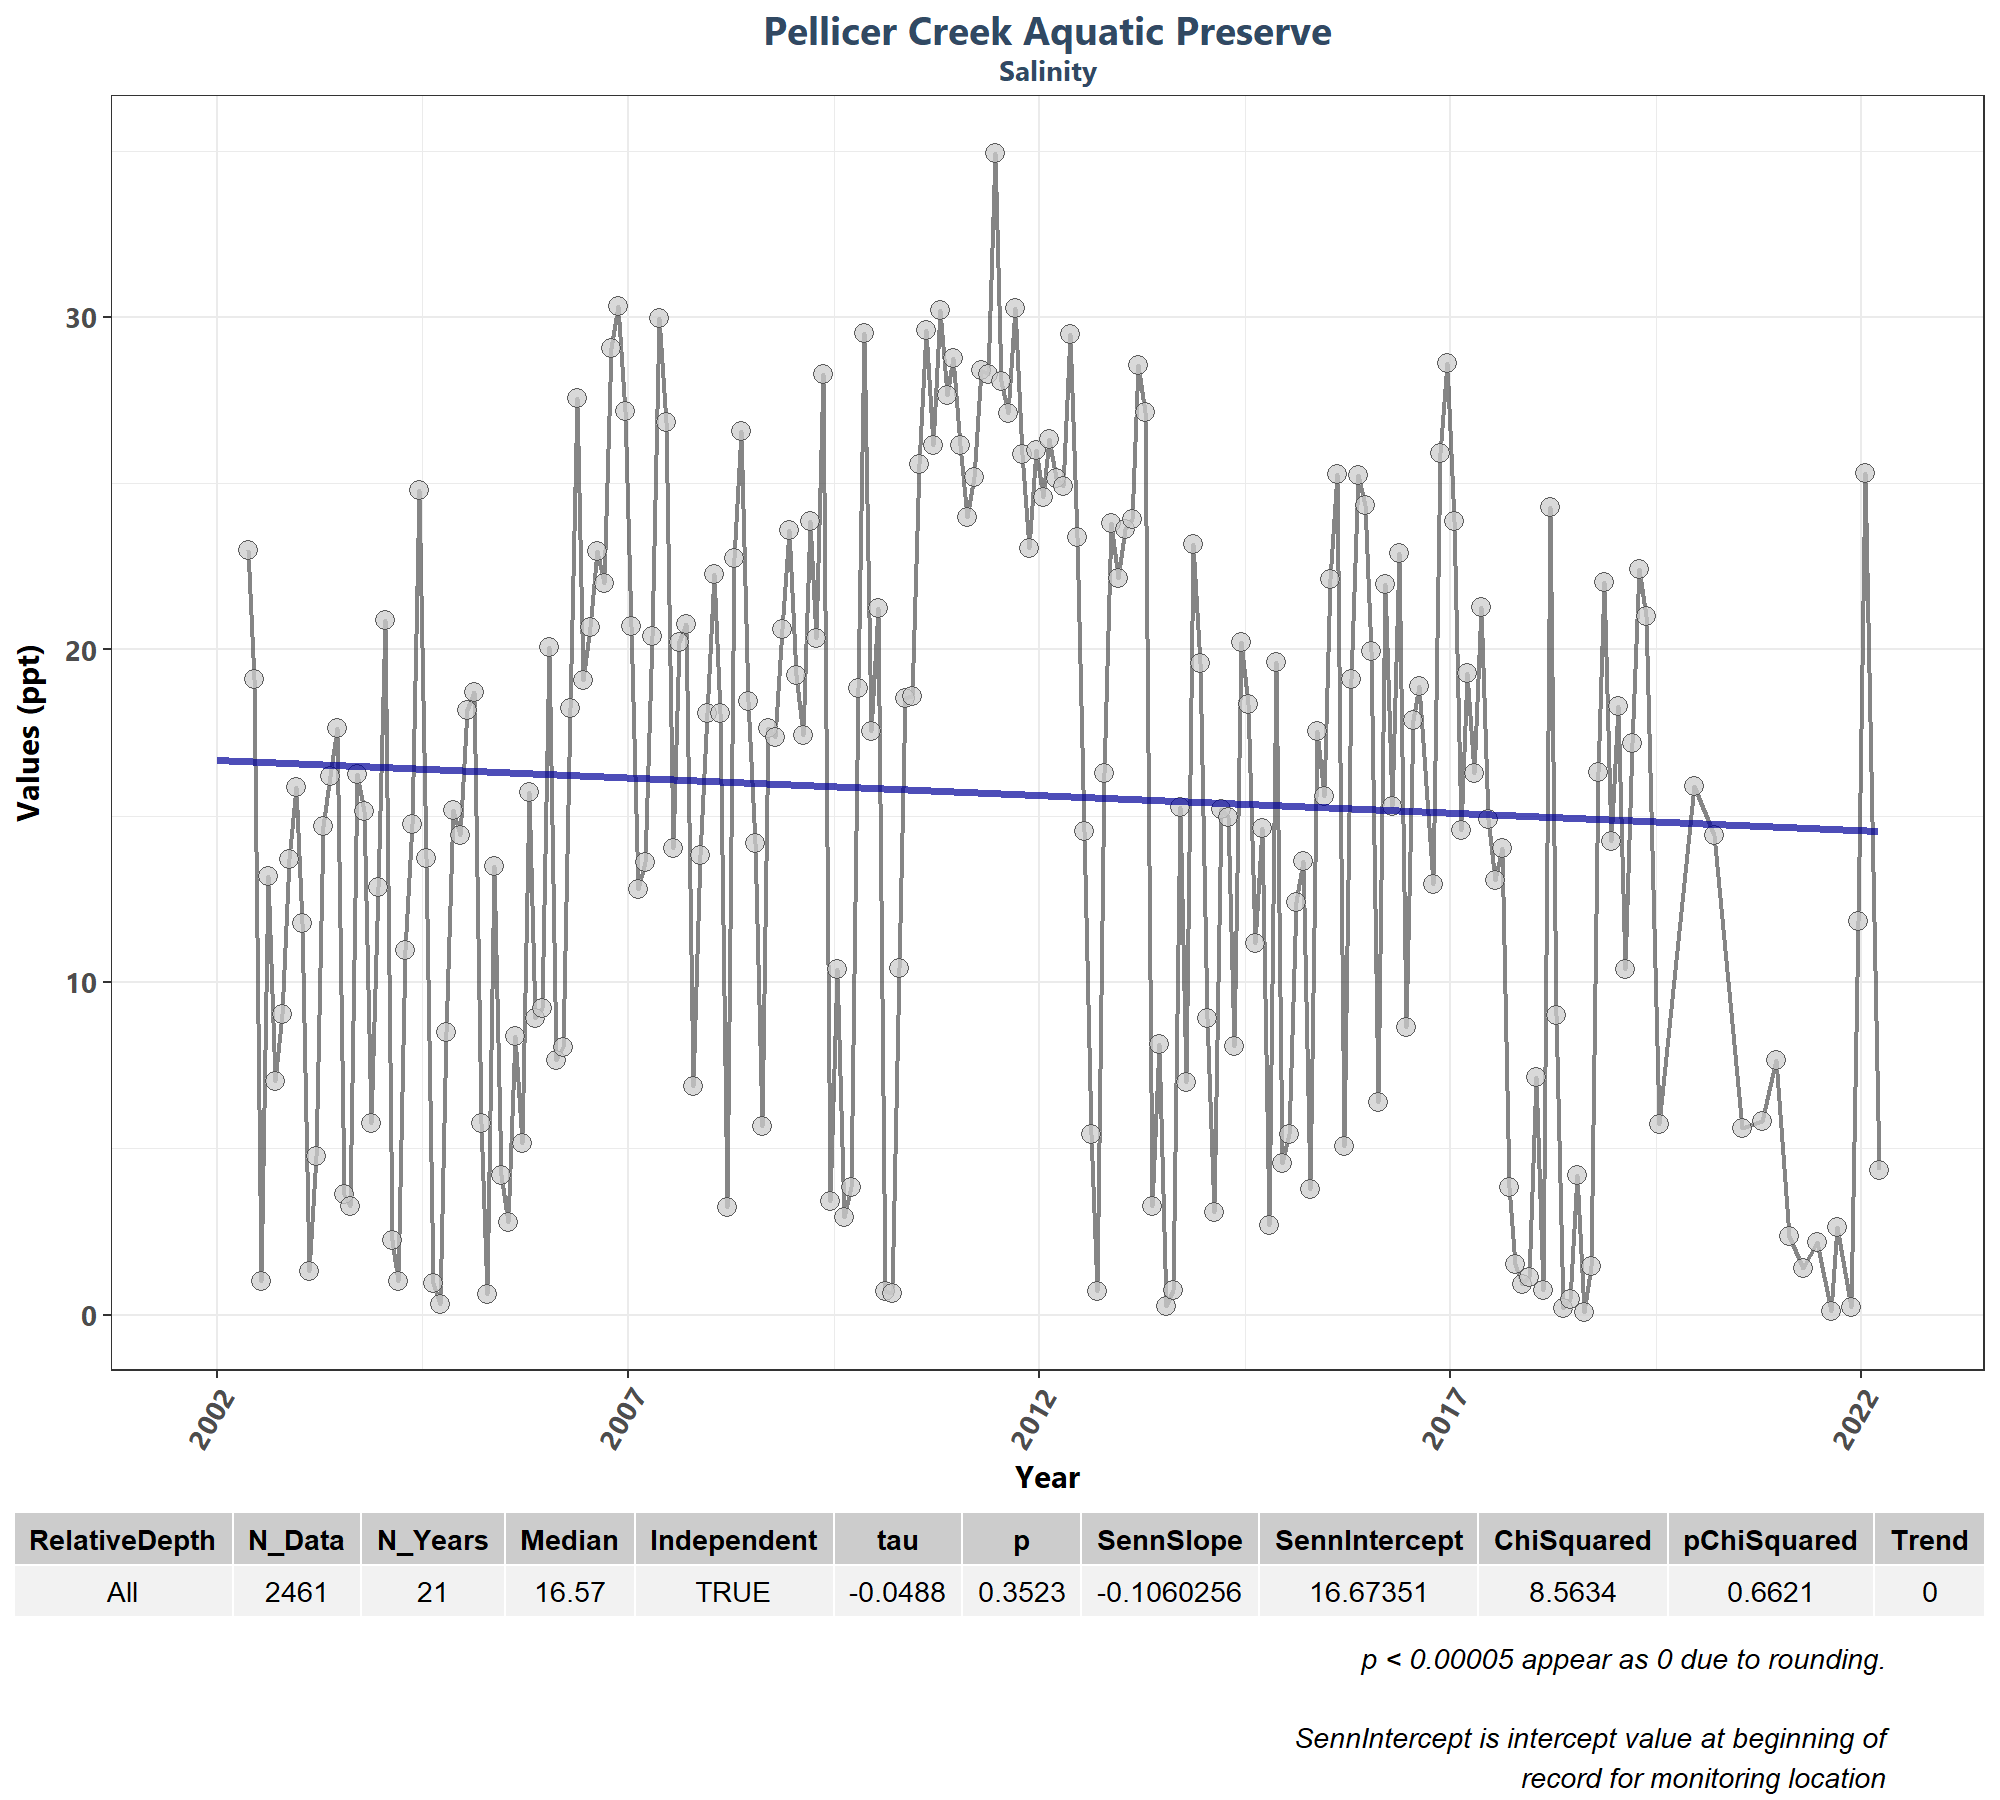 Pellicer Creek Aquatic Preserve
Salinity
Values (ppt)
30
20
10
0
2002
2007
2012
2017
2022
Year
RelativeDepth N_Data N_Years Median Independent tau p SennSlope SennIntercept ChiSquared pChiSquared Trend
All 2461 21 16.57 TRUE -0.0488 0.3523 -0.1060256 16.67351 8.5634 0.6621 0
p < 0.00005 appear as 0 due to rounding.
SennIntercept is intercept value at beginning of
record for monitoring location